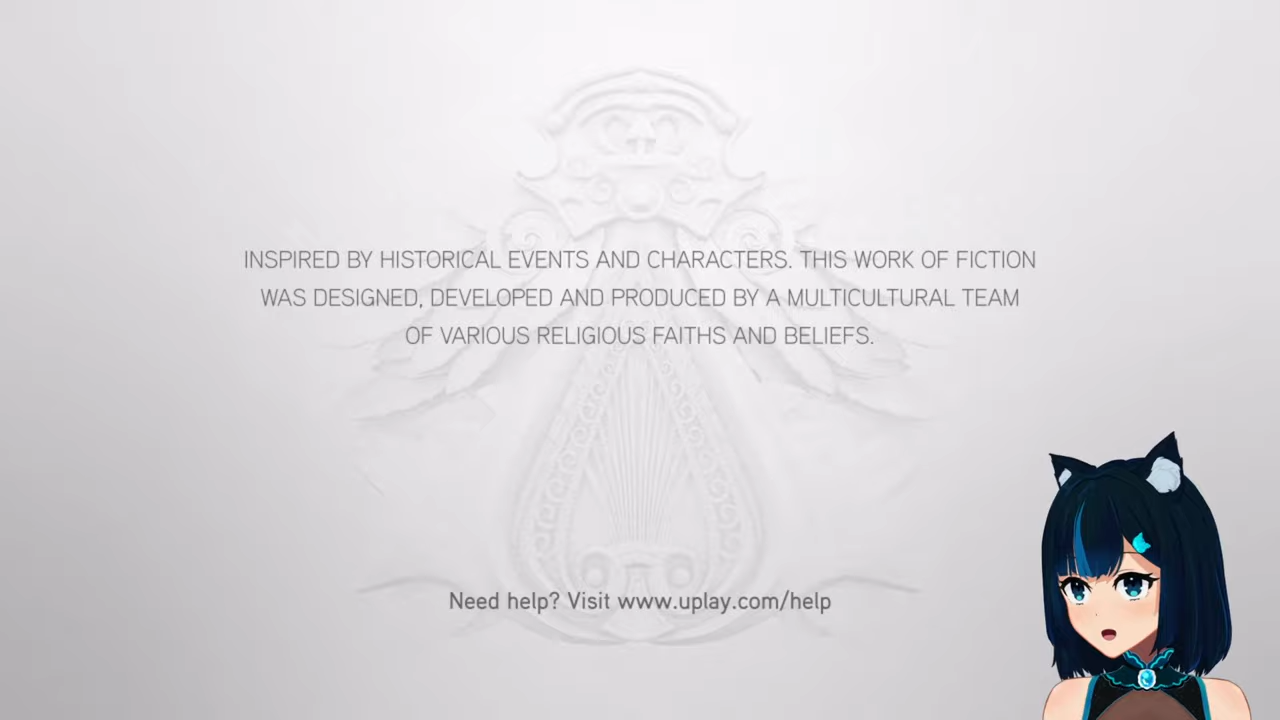 INSPIRED BY HISTORICAL EVENTS AND CHARACTERS. THIS WORK OF FICTION
WAS DESIGNED, DEVELOPED AND PRODUCED BY A MULTICULTURAL TEAM
OF VARIOUS RELIGIOUS FAITHS AND BELIEFS.
Need help? Visit www.uplay.com/help